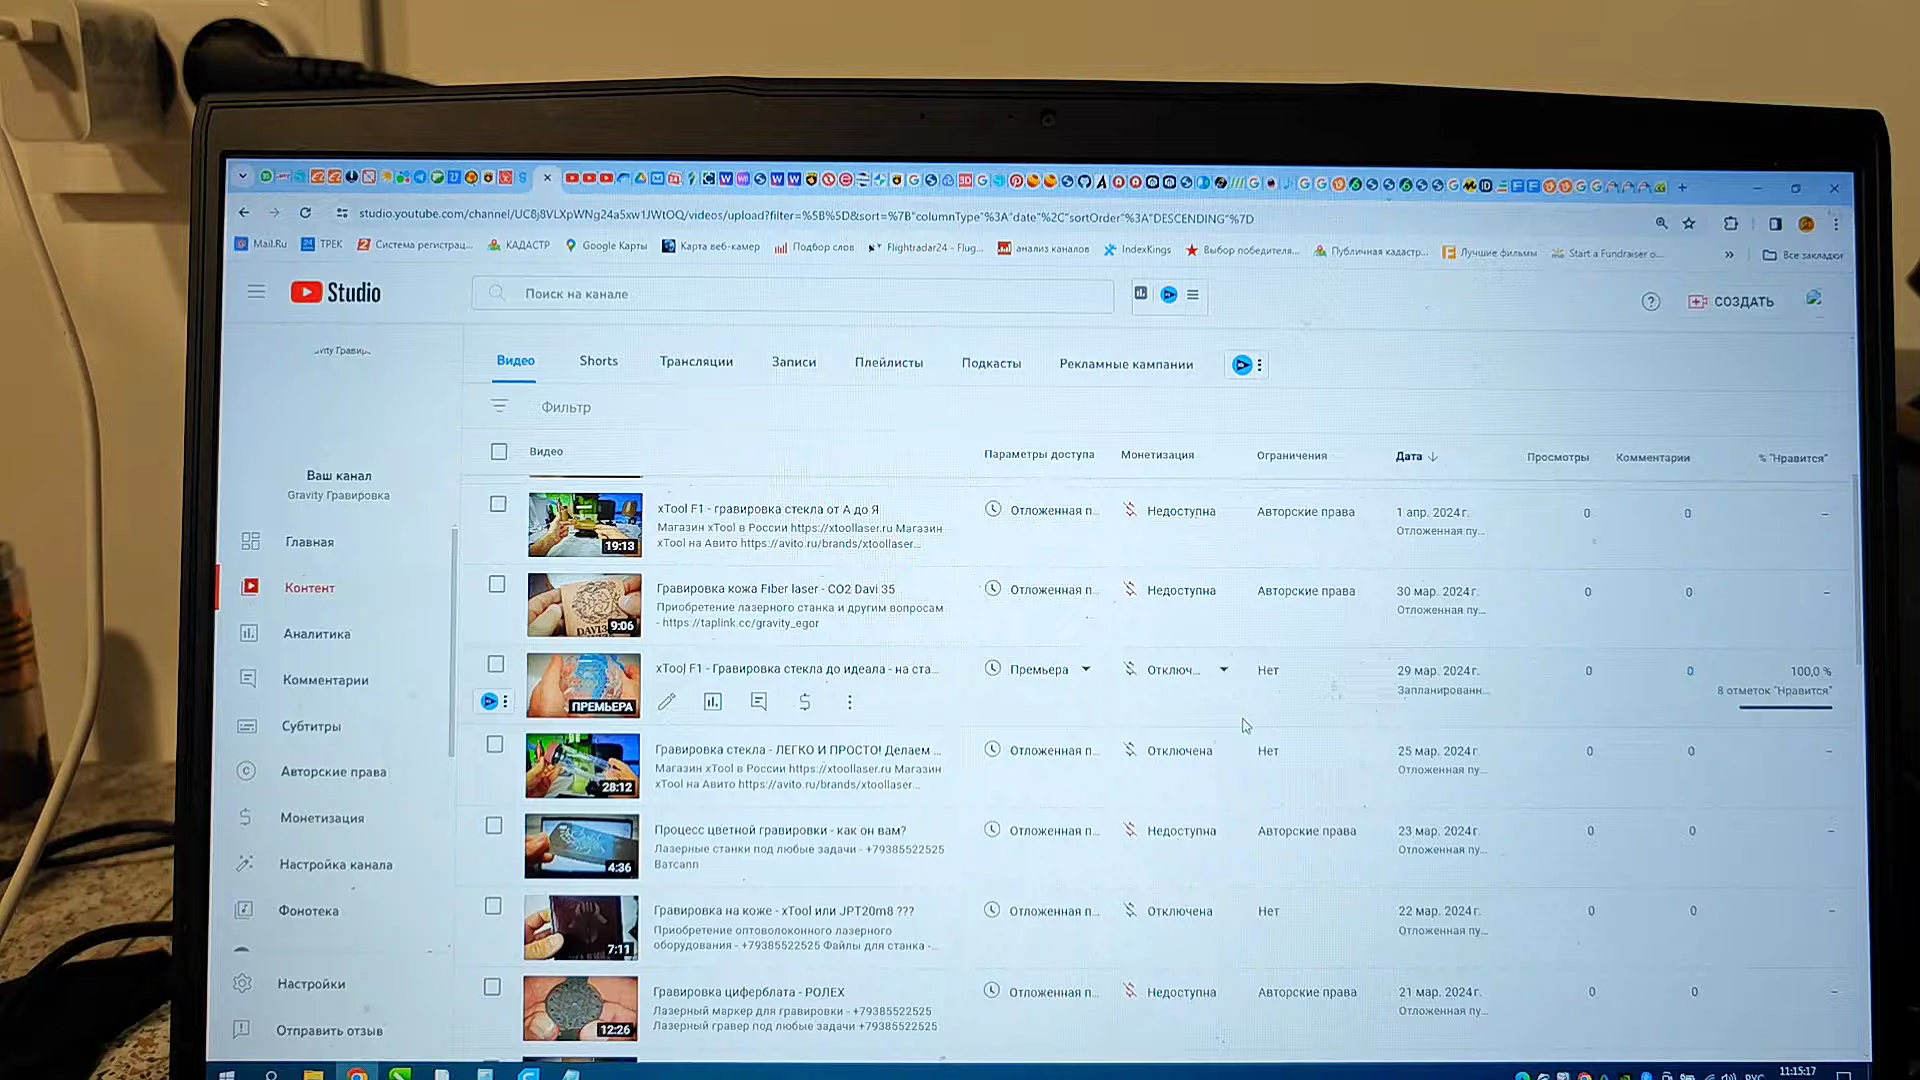 studio.youtube.com/channel/UC8j8VLXpWNg24a5xw1JWtOQ/videos/upload?filter=%5B%5D&sort=%7B"columnType"%3A"date"%2C"sortOrder"%3A"DESCENDING"%7D
Mail.Ru ТРЕК Система регистрац... КАДАСТР Google Карты Карта веб-камер Подбор слов Flightradar24 - Flug... анализ каналов IndexKings Выбор победителя... Публичная кадастр... Лучшие фильмы Start a Fundraiser o... » Все закладки
Studio
Поиск на канале
СОЗДАТЬ
Видео Shorts Трансляции Записи Плейлисты Подкасты Рекламные кампании
Фильтр
Видео Параметры доступа Монетизация Ограничения Дата Просмотры Комментарии % "Нравится"
Ваш канал
Gravity Гравировка
Главная
Контент
Аналитика
Комментарии
Субтитры
Авторские права
Монетизация
Настройка канала
Фонотека
Настройки
Отправить отзыв
xTool F1 - гравировка стекла от А до Я
Магазин xTool в России https://xtoollaser.ru Магазин
xTool на Авито https://avito.ru/brands/xtoollaser...
19:13
Отложенная п... Недоступна Авторские права 1 апр. 2024 г. 0 0 –
Отложенная пу...
Гравировка кожа Fiber laser - CO2 Davi 35
Приобретение лазерного станка и другим вопросам
- https://taplink.cc/gravity_egor
9:06
Отложенная п... Недоступна Авторские права 30 мар. 2024 г. 0 0 –
Отложенная пу...
xTool F1 - Гравировка стекла до идеала - на ста...
ПРЕМЬЕРА
Премьера Отключ... Нет 29 мар. 2024 г. 0 0 100,0 %
Запланированн... 8 отметок "Нравится"
Гравировка стекла - ЛЕГКО И ПРОСТО! Делаем ...
Магазин xTool в России https://xtoollaser.ru Магазин
xTool на Авито https://avito.ru/brands/xtoollaser...
28:12
Отложенная п... Отключена Нет 25 мар. 2024 г. 0 0 –
Отложенная пу...
Процесс цветной гравировки - как он вам?
Лазерные станки под любые задачи - +79385522525
Ватсапп
4:36
Отложенная п... Недоступна Авторские права 23 мар. 2024 г. 0 0 –
Отложенная пу...
Гравировка на коже - xTool или JPT20m8 ???
Приобретение оптоволоконного лазерного
оборудования - +79385522525 Файлы для станка -...
7:11
Отложенная п... Отключена Нет 22 мар. 2024 г. 0 0 –
Отложенная пу...
Гравировка циферблата - РОЛЕХ
Лазерный маркер для гравировки - +79385522525
Лазерный гравер под любые задачи +79385522525
12:26
Отложенная п... Недоступна Авторские права 21 мар. 2024 г. 0 0 –
Отложенная пу...
РУС 11:15:17